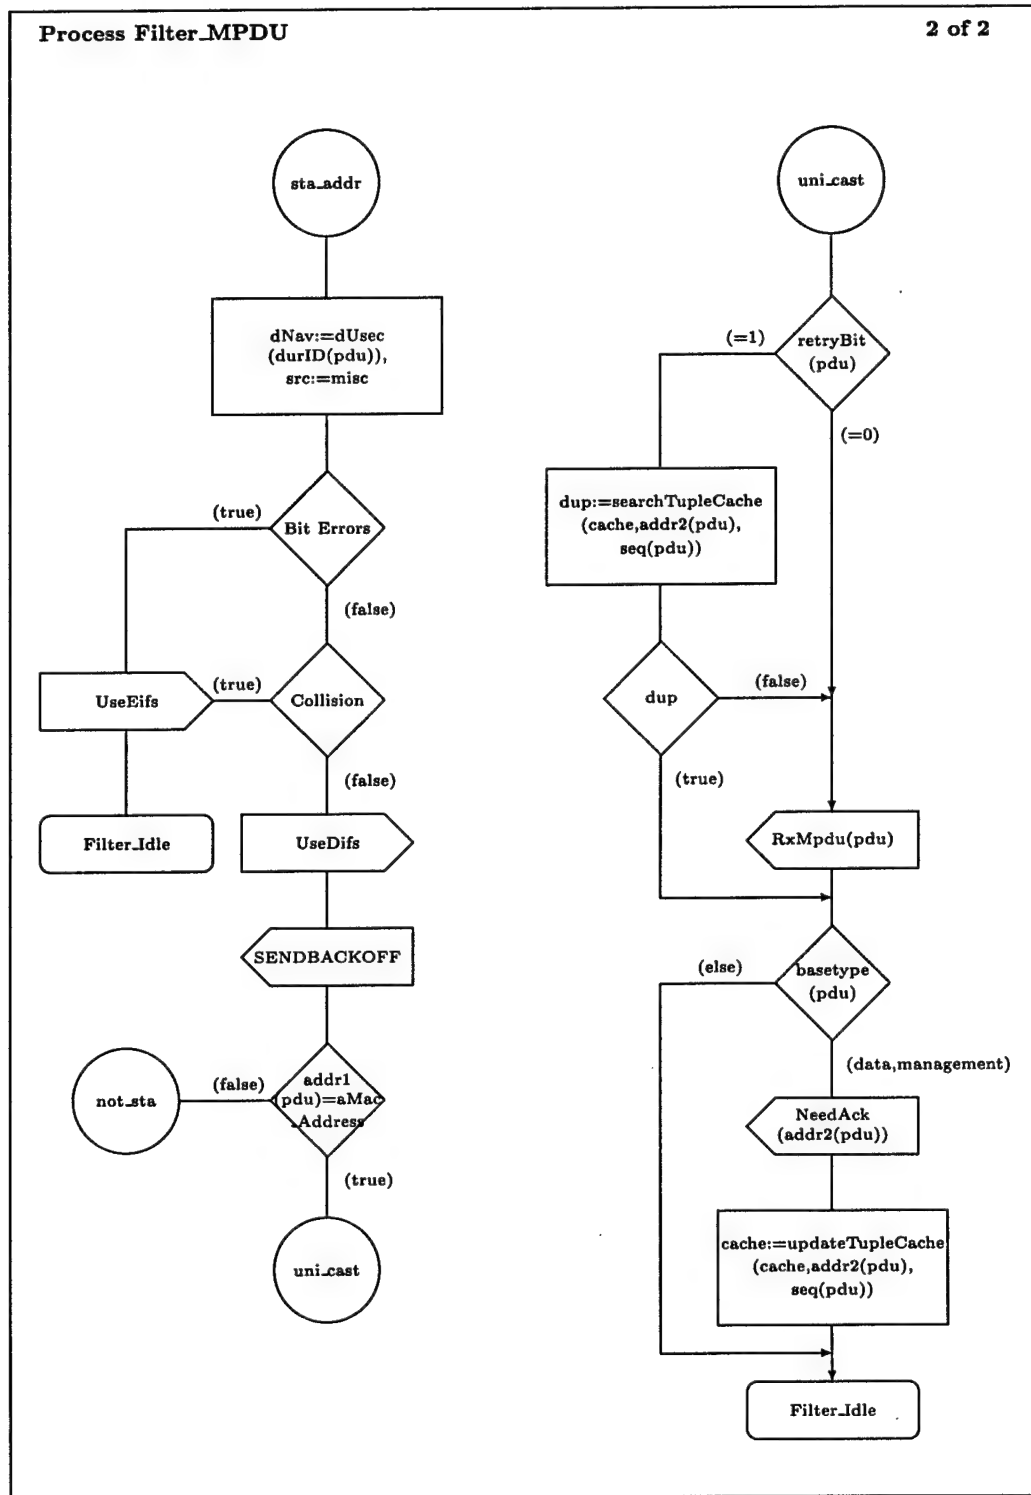 Process Filter_MPDU
2 of 2
sta_addr
dNav:=dUsec
(durID(pdu)),
src:=misc
Bit Errors
(true)
(false)
UseEifs
(true)
Collision
(false)
Filter_Idle
UseDifs
SENDBACKOFF
not_sta
(false)
addr1
(pdu)=aMac
_Address
(true)
uni_cast
uni_cast
(=1)
retryBit
(pdu)
(=0)
dup:=searchTupleCache
(cache,addr2(pdu),
seq(pdu))
dup
(false)
(true)
RxMpdu(pdu)
(else)
basetype
(pdu)
(data,management)
NeedAck
(addr2(pdu))
cache:=updateTupleCache
(cache,addr2(pdu),
seq(pdu))
Filter_Idle